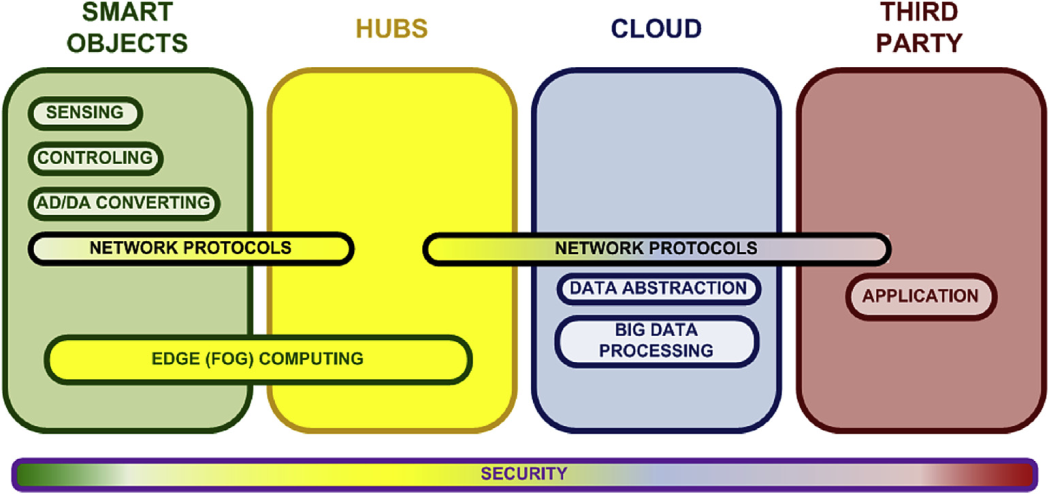 SMART
OBJECTS
HUBS
CLOUD
THIRD
PARTY
SENSING
CONTROLING
AD/DA CONVERTING
NETWORK PROTOCOLS
NETWORK PROTOCOLS
DATA ABSTRACTION
APPLICATION
BIG DATA
PROCESSING
EDGE (FOG) COMPUTING
SECURITY